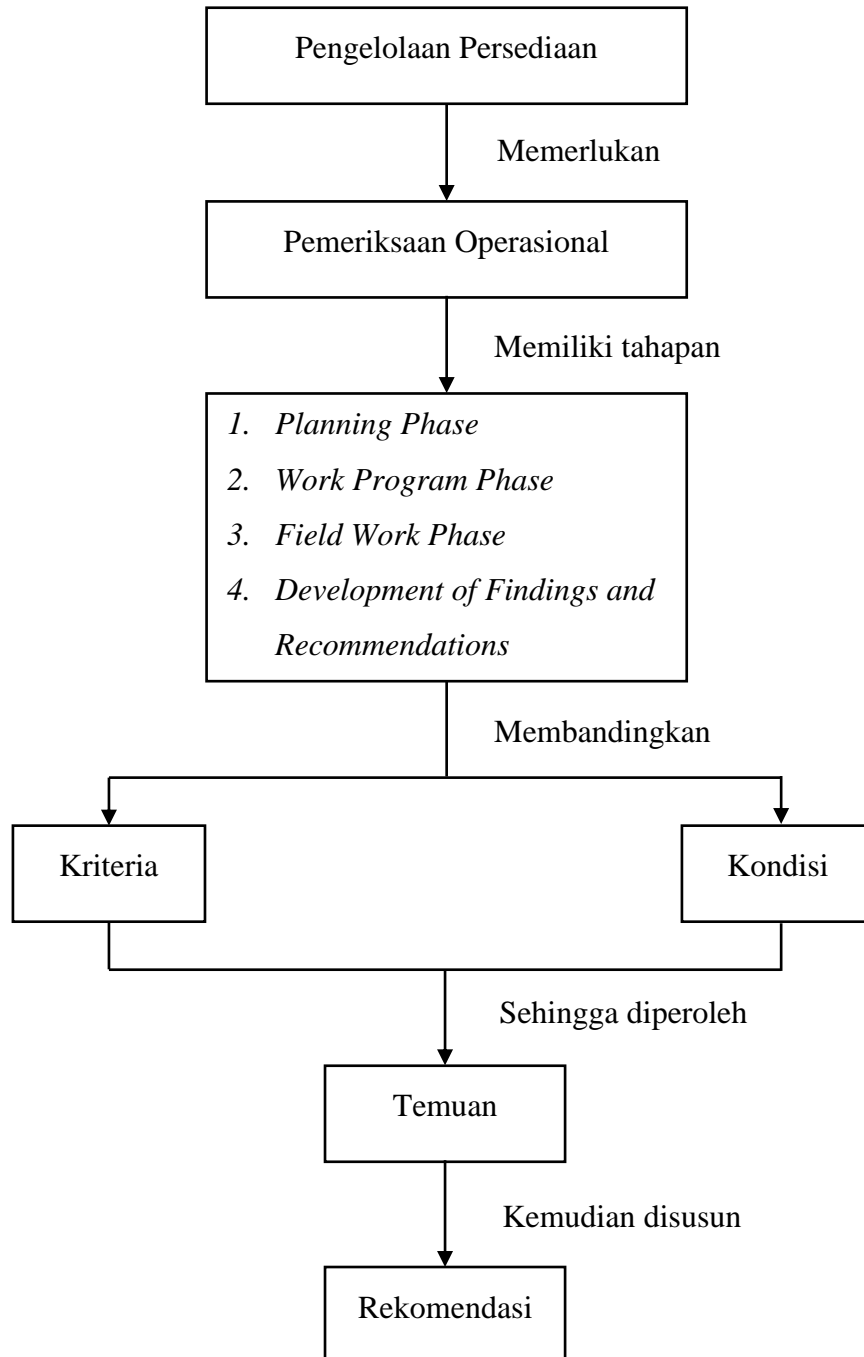 Pengelolaan Persediaan
Memerlukan
Pemeriksaan Operasional
Memiliki tahapan
1. Planning Phase
2. Work Program Phase
3. Field Work Phase
4. Development of Findings and
Recommendations
Membandingkan
Kriteria
Kondisi
Sehingga diperoleh
Temuan
Kemudian disusun
Rekomendasi